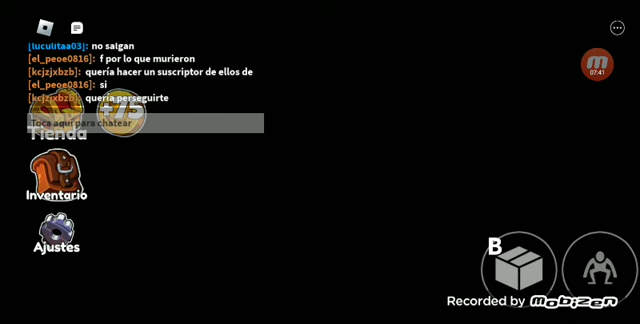 [luculitaa03]: no salgan
[el_peoe0816]: f por lo que murieron
[kcjzjxbzb]: quería hacer un suscriptor de ellos de
[el_peoe0816]: si
[kcjzjxbzb]: quería perseguirte
+75
Toca aquí para chatear
Tienda
Inventario
Ajustes
07:41
B
Recorded by Mobizen